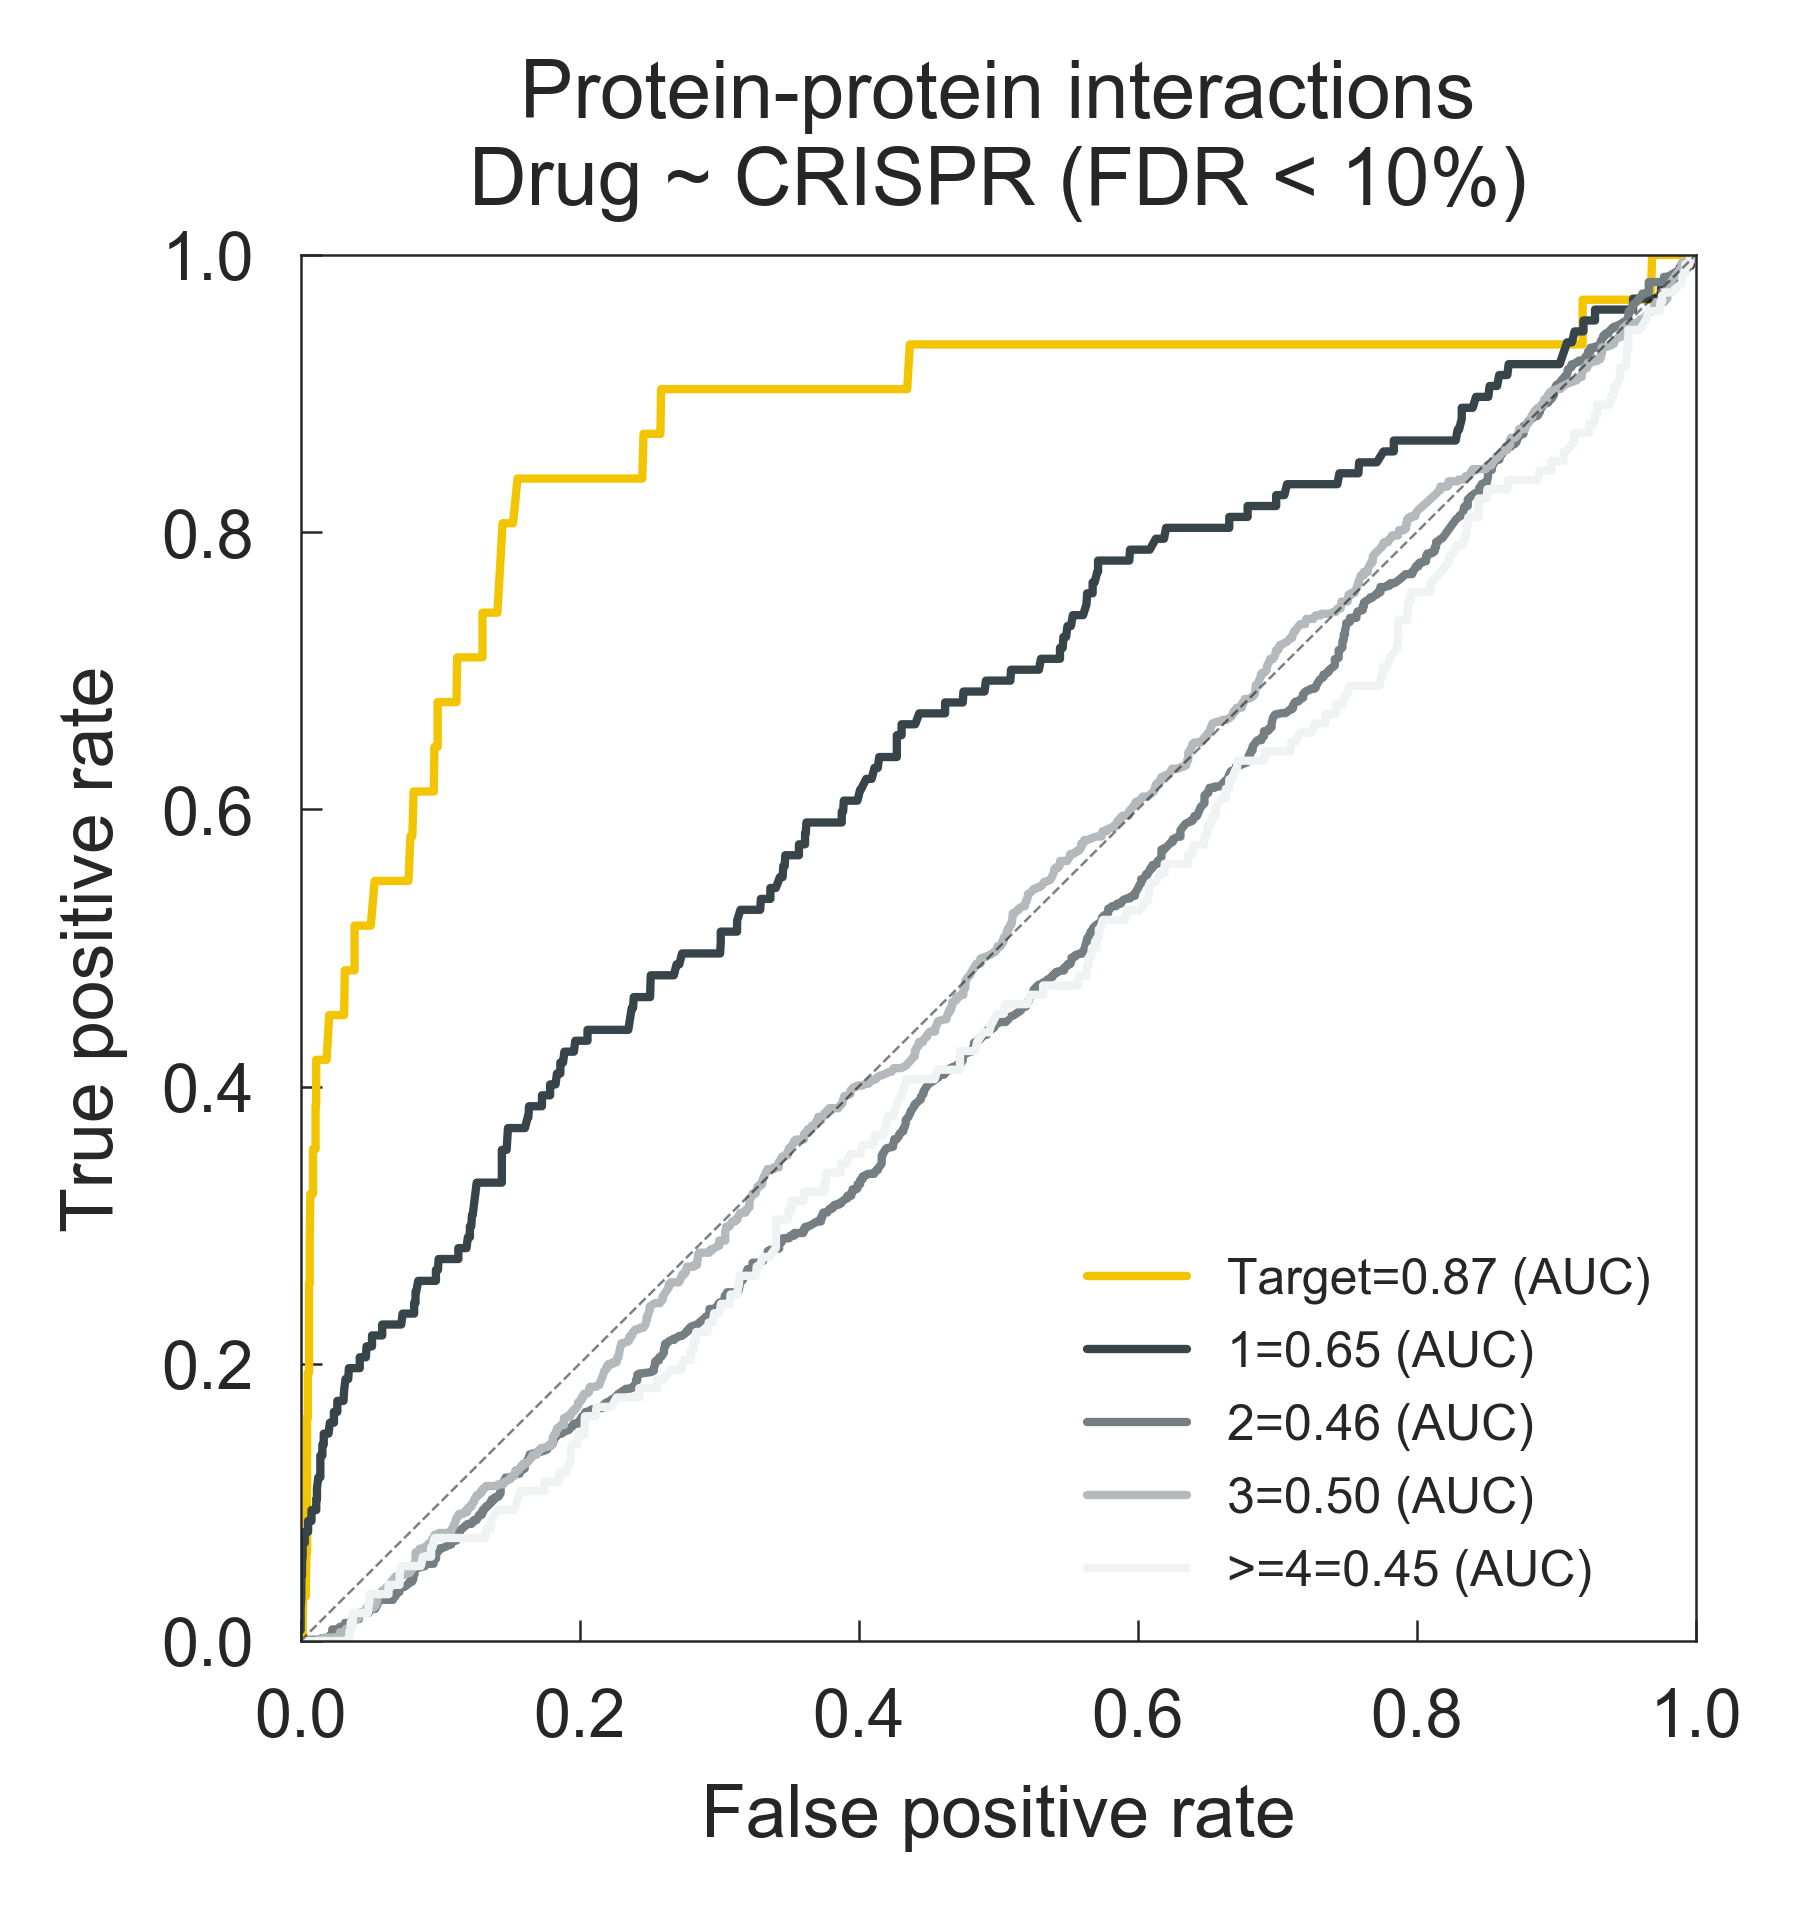 Protein-protein interactions
Drug ~ CRISPR (FDR < 10%)
True positive rate
1.0
0.8
0.6
0.4
0.2
0.0
Target=0.87 (AUC)
1=0.65 (AUC)
2=0.46 (AUC)
3=0.50 (AUC)
>=4=0.45 (AUC)
0.0 0.2 0.4 0.6 0.8 1.0
False positive rate